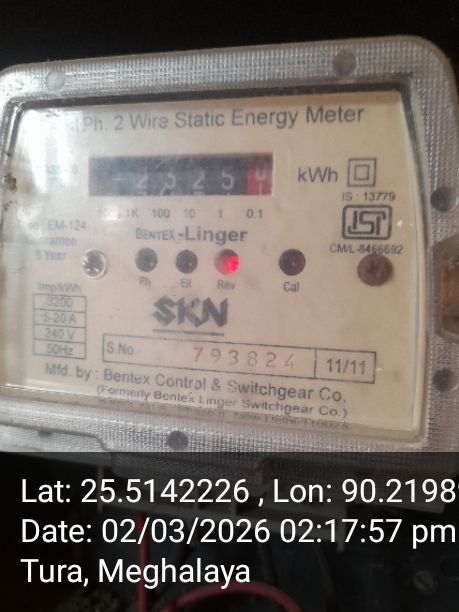 Ph. 2 Wire Static Energy Meter
2325
kWh
IS : 13779
1K 100 10 1 0.1
EM-124
BENTEX-Linger
5 Year
CM/L-8466692
Ph Ell Rev Cal
Imp/kWh
3200
5-20 A
240 V
50Hz
SKN
S.No. 793824 11/11
Mfd. by : Bentex Control & Switchgear Co.
(Formerly Bentex Linger Switchgear Co.)
Lat: 25.5142226 , Lon: 90.2198
Date: 02/03/2026 02:17:57 pm
Tura, Meghalaya